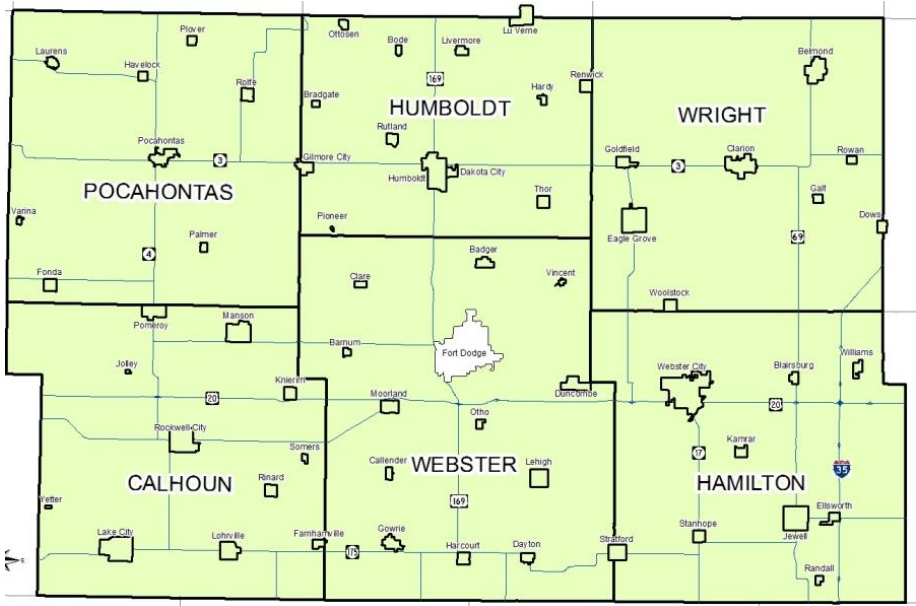 Plover
Laurens
Havelock
Rolfe
Pocahontas
3
POCAHONTAS
Varina
Palmer
4
Fonda
Ottosen
Bode
Livermore
Lu Verne
169
Bradgate
Hardy
Renwick
HUMBOLDT
Rutland
Gilmore City
Humboldt
Dakota City
Thor
Pioneer
Belmond
WRIGHT
Goldfield
3
Clarion
Rowan
Galt
Eagle Grove
69
Dows
Woolstock
Pomeroy
Manson
Jolley
Knierim
20
Rockwell City
Somers
CALHOUN
Rinard
Yetter
Lake City
Lohrville
Farnhamville
E
Badger
Clare
Vincent
Barnum
Fort Dodge
Moorland
Duncombe
Otho
Callender
WEBSTER
Lehigh
169
Gowrie
175
Harcourt
Dayton
Stratford
Webster City
Blairsburg
Williams
20
17
Kamrar
35
HAMILTON
Stanhope
Jewell
Ellsworth
Randall